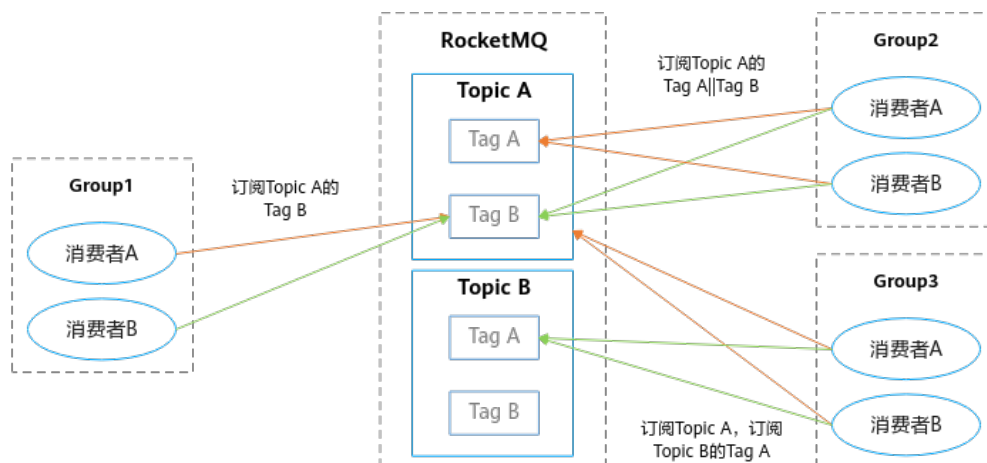 RocketMQ
Topic A
Tag A
Tag B
Topic B
Tag A
Tag B
Group1
消费者A
消费者B
订阅Topic A的
Tag B
订阅Topic A的
Tag A||Tag B
Group2
消费者A
消费者B
Group3
消费者A
消费者B
订阅Topic A，订阅
Topic B的Tag A